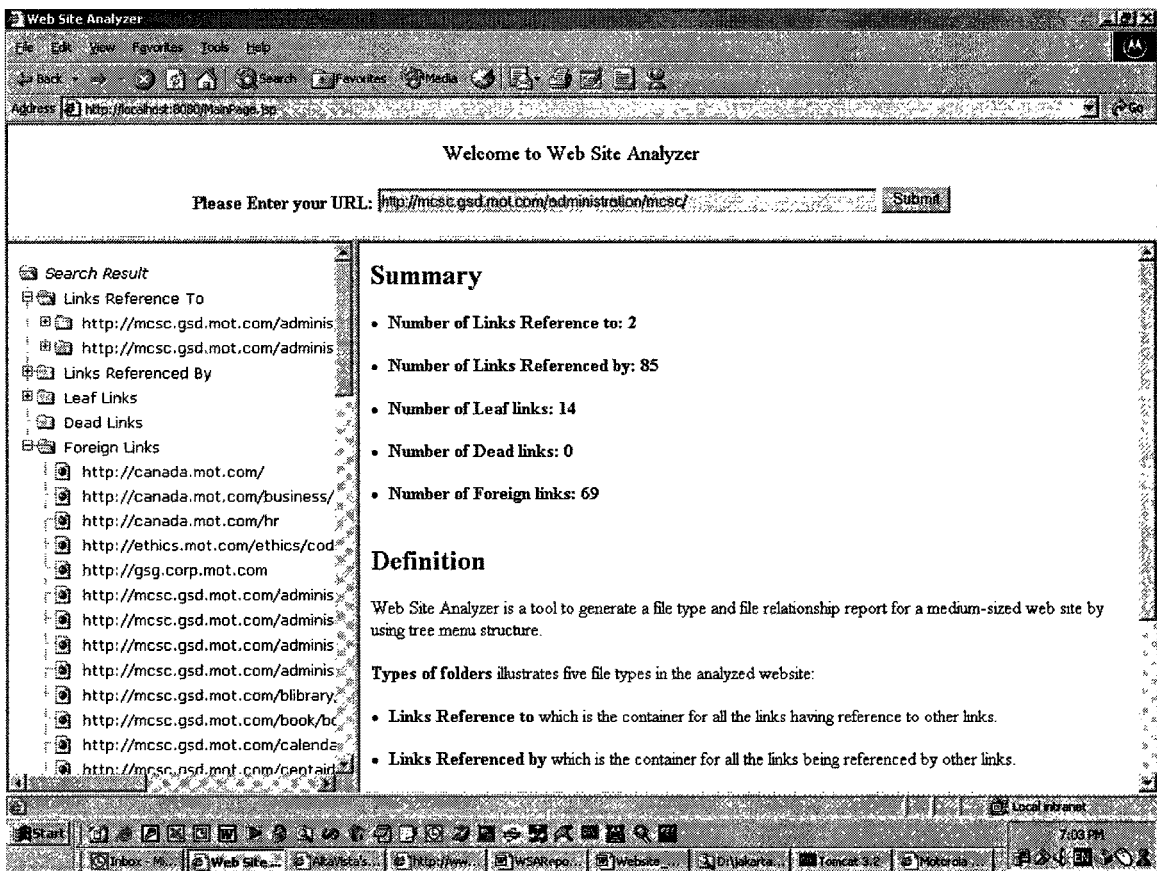 Web Site Analyzer
File Edit View Favorites Tools Help
Back Search Favorites Media
Address http://localhost:8080/MainPage.jsp Go
Welcome to Web Site Analyzer
Please Enter your URL: http://mcsc.gsd.mot.com/administration/mcsc/ Submit
Search Result
Links Reference To
http://mcsc.gsd.mot.com/adminis
http://mcsc.gsd.mot.com/adminis
Links Referenced By
Leaf Links
Dead Links
Foreign Links
http://canada.mot.com/
http://canada.mot.com/business/
http://canada.mot.com/hr
http://ethics.mot.com/ethics/cod
http://gsg.corp.mot.com
http://mcsc.gsd.mot.com/adminis
http://mcsc.gsd.mot.com/adminis
http://mcsc.gsd.mot.com/adminis
http://mcsc.gsd.mot.com/adminis
http://mcsc.gsd.mot.com/blibrary
http://mcsc.gsd.mot.com/book/bo
http://mcsc.gsd.mot.com/calenda
Summary
• Number of Links Reference to: 2
• Number of Links Referenced by: 85
• Number of Leaf links: 14
• Number of Dead links: 0
• Number of Foreign links: 69
Definition
Web Site Analyzer is a tool to generate a file type and file relationship report for a medium-sized web site by
using tree menu structure.
Types of folders illustrates five file types in the analyzed website:
• Links Reference to which is the container for all the links having reference to other links.
• Links Referenced by which is the container for all the links being referenced by other links.
Local intranet
Start 7:03 PM
Inbox - Mi... Web Site... AltaVista's... http://ww... WSARepo... Website_... D:\jakarta... Tomcat 3.2 Motorola ... EN